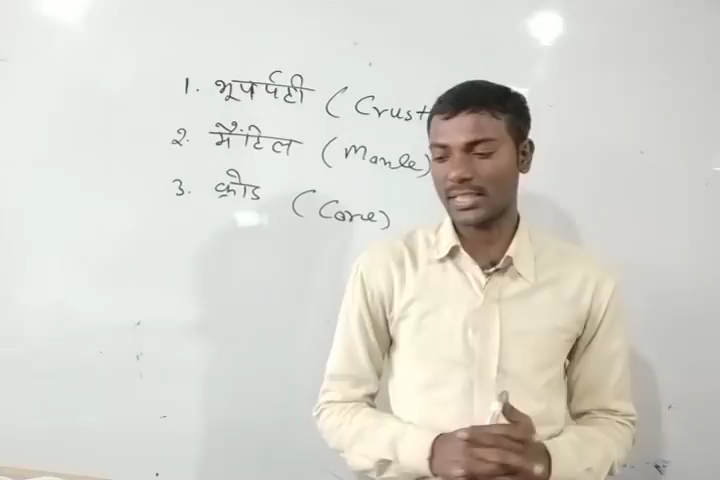 1. भूपर्पटी (Crust
2. मैंटिल (Manle)
3. क्रोड (Core)